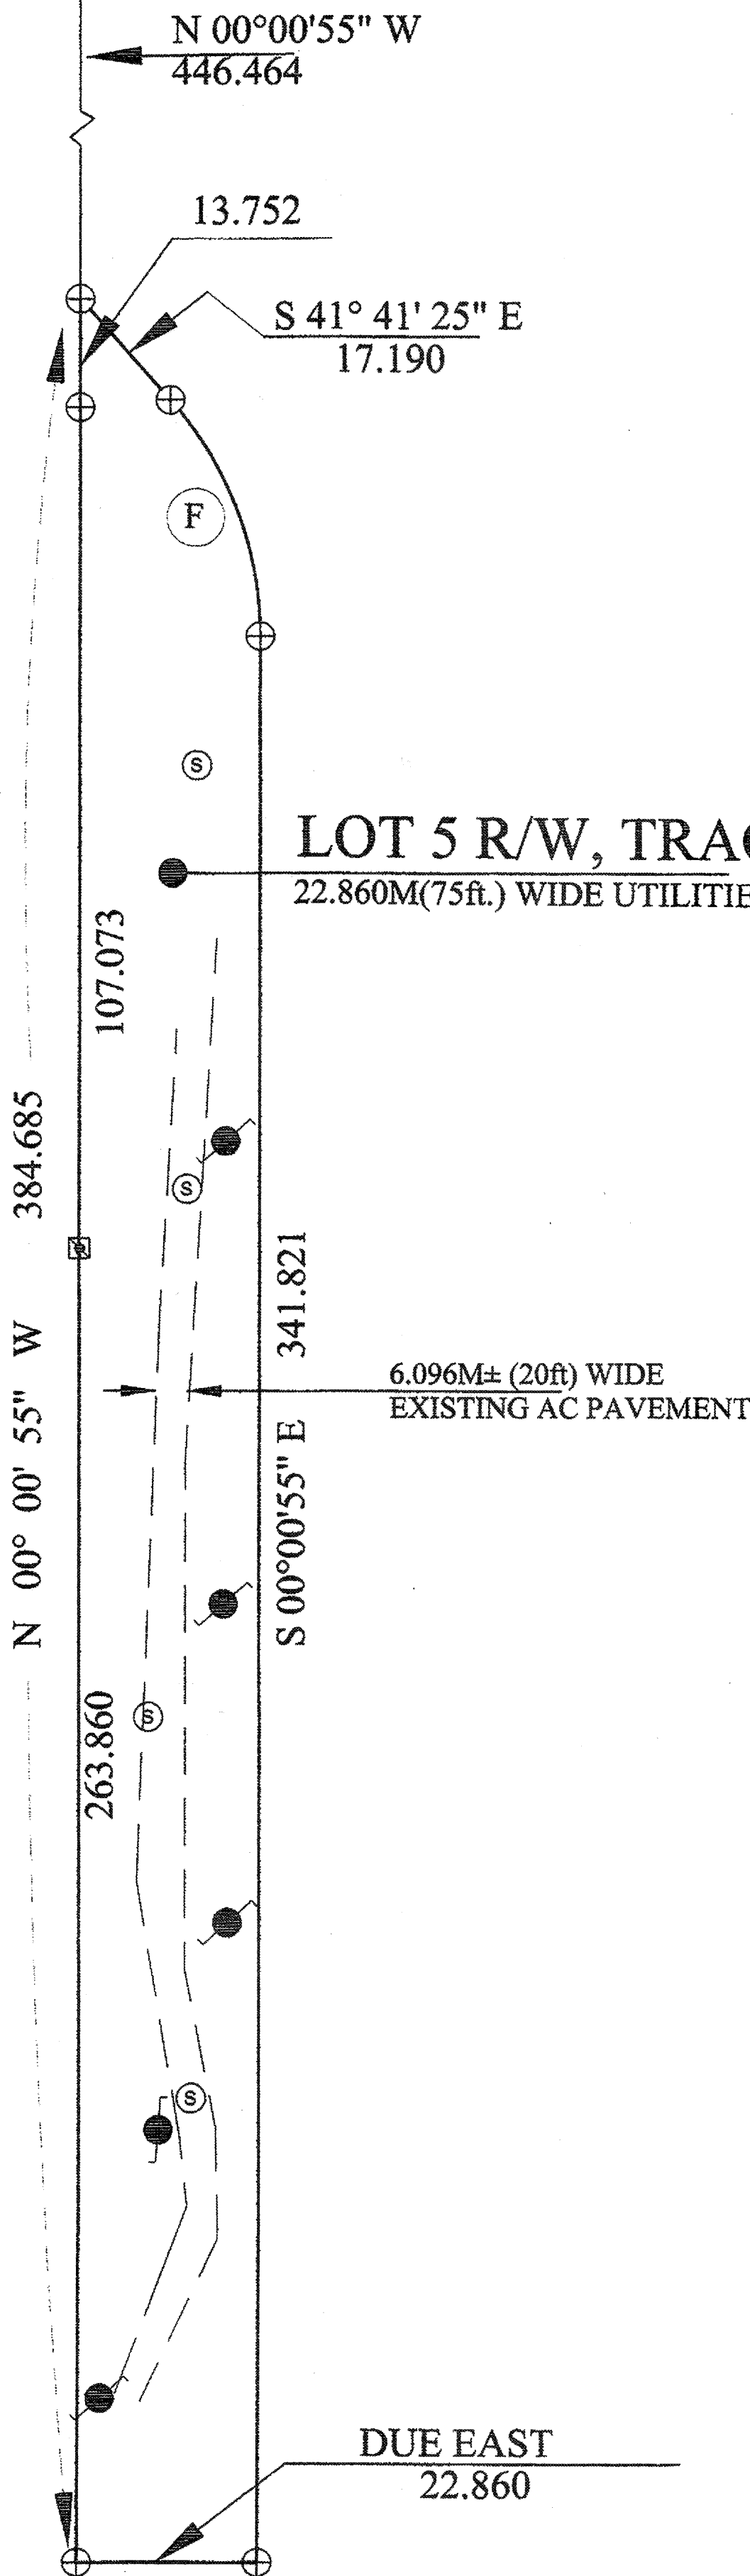 N 00°00'55" W
446.464
13.752
S 41° 41' 25" E
17.190
F
S
LOT 5 R/W,
22.860M(75ft.) WIDE
107.073
384.685
S
341.821
6.096M± (20ft) WIDE
EXISTING AC PAVEMENT
N 00° 00' 55" W
S 00°00'55" E
263.860
S
S
DUE EAST
22.860